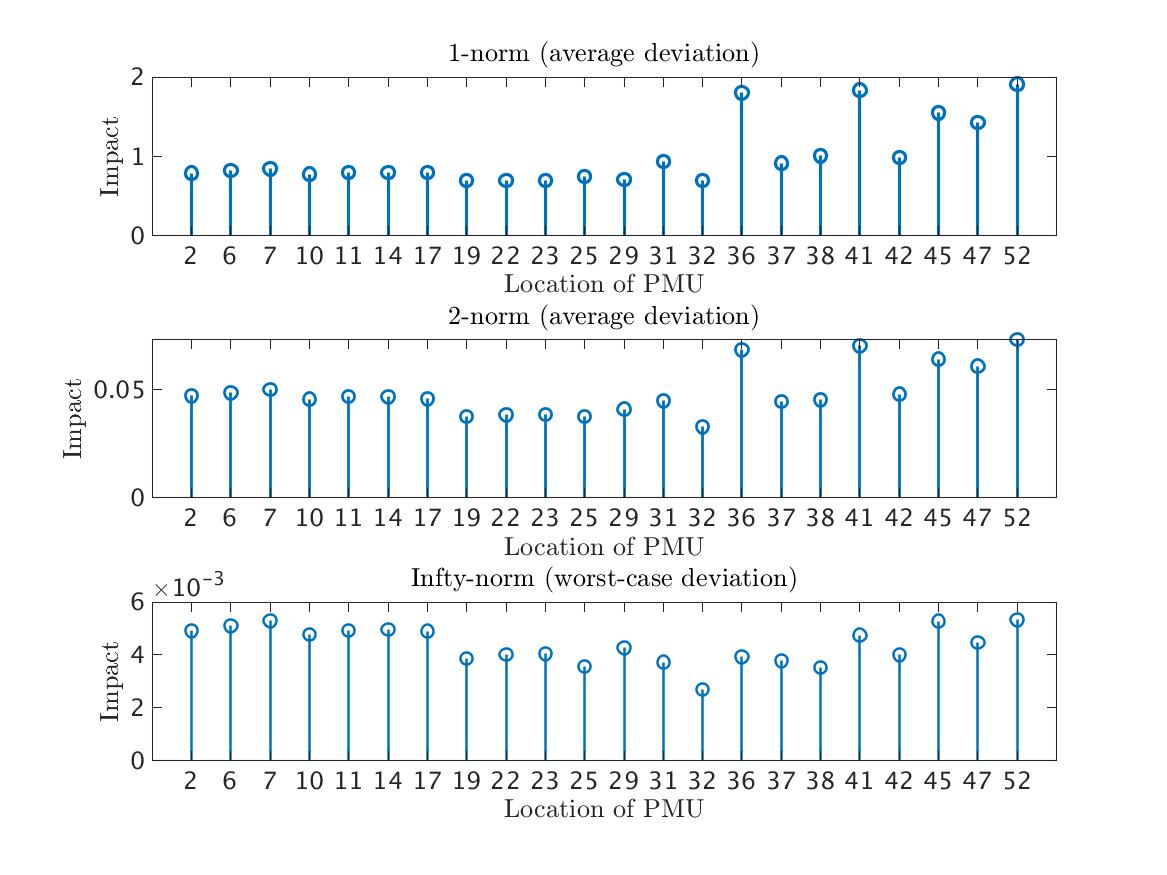 1-norm (average deviation)
2
1
0
Impact
2 6 7 10 11 14 17 19 22 23 25 29 31 32 36 37 38 41 42 45 47 52
Location of PMU
2-norm (average deviation)
0.05
0
Impact
2 6 7 10 11 14 17 19 22 23 25 29 31 32 36 37 38 41 42 45 47 52
Location of PMU
Infty-norm (worst-case deviation)
×10⁻³
6
4
2
0
Impact
2 6 7 10 11 14 17 19 22 23 25 29 31 32 36 37 38 41 42 45 47 52
Location of PMU